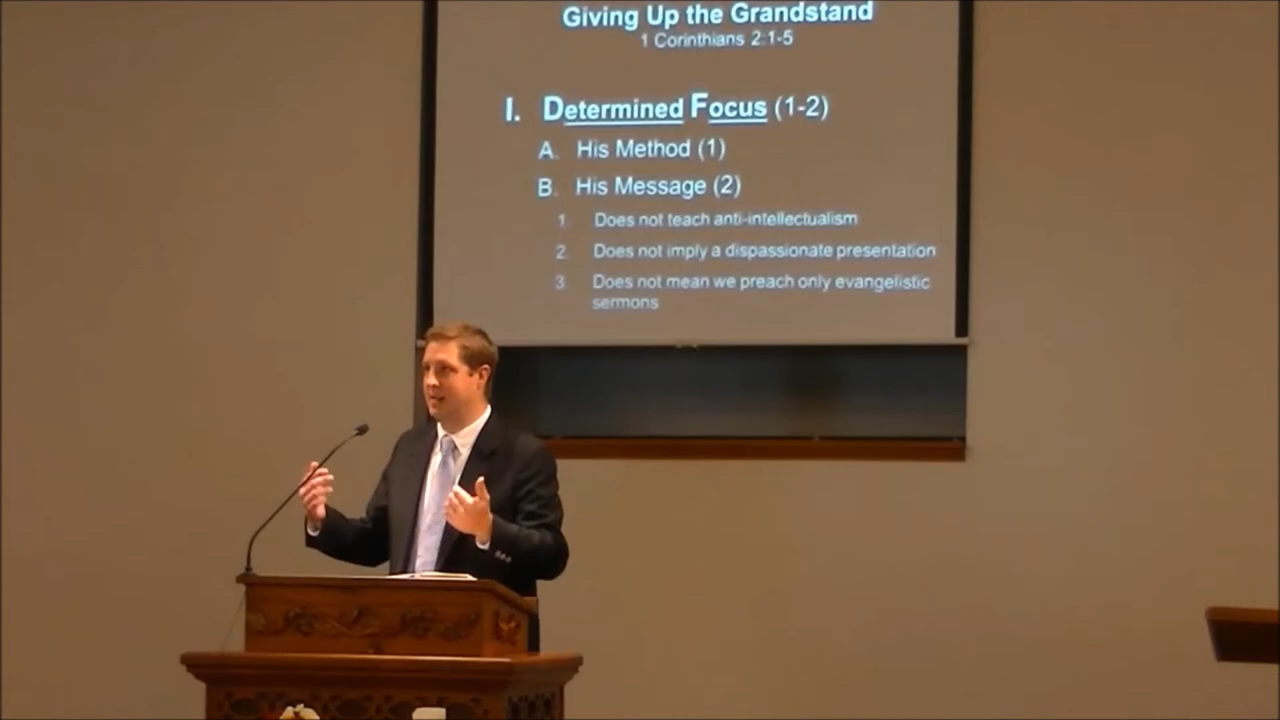 Giving Up the Grandstand
1 Corinthians 2:1-5
I. Determined Focus (1-2)
A. His Method (1)
B. His Message (2)
1. Does not teach anti-intellectualism
2. Does not imply a dispassionate presentation
3. Does not mean we preach only evangelistic
sermons